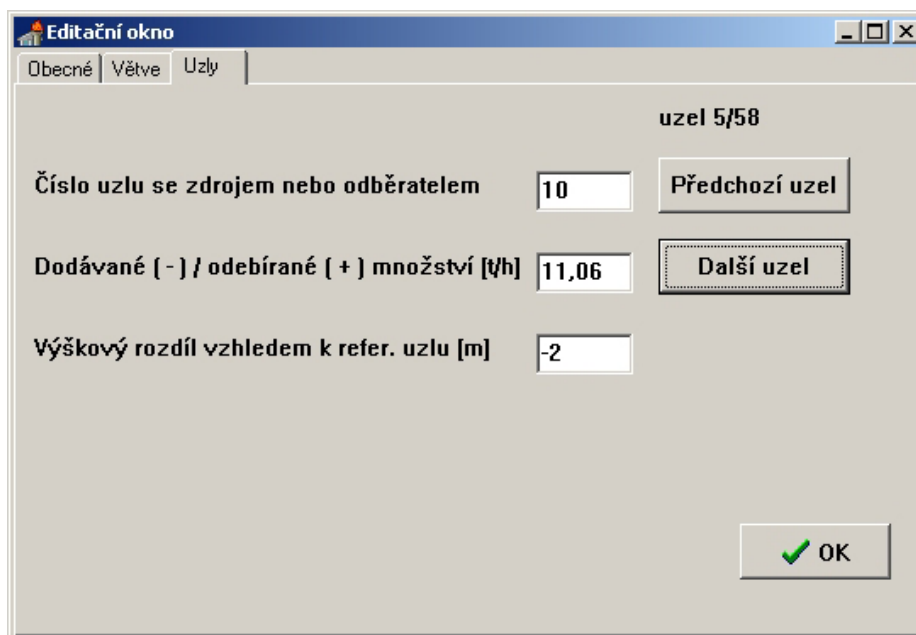 Editační okno
Obecné Větve Uzly
uzel 5/58
Číslo uzlu se zdrojem nebo odběratelem 10 Předchozí uzel
Dodávané ( - ) / odebírané ( + ) množství [t/h] 11,06 Další uzel
Výškový rozdíl vzhledem k refer. uzlu [m] -2
OK